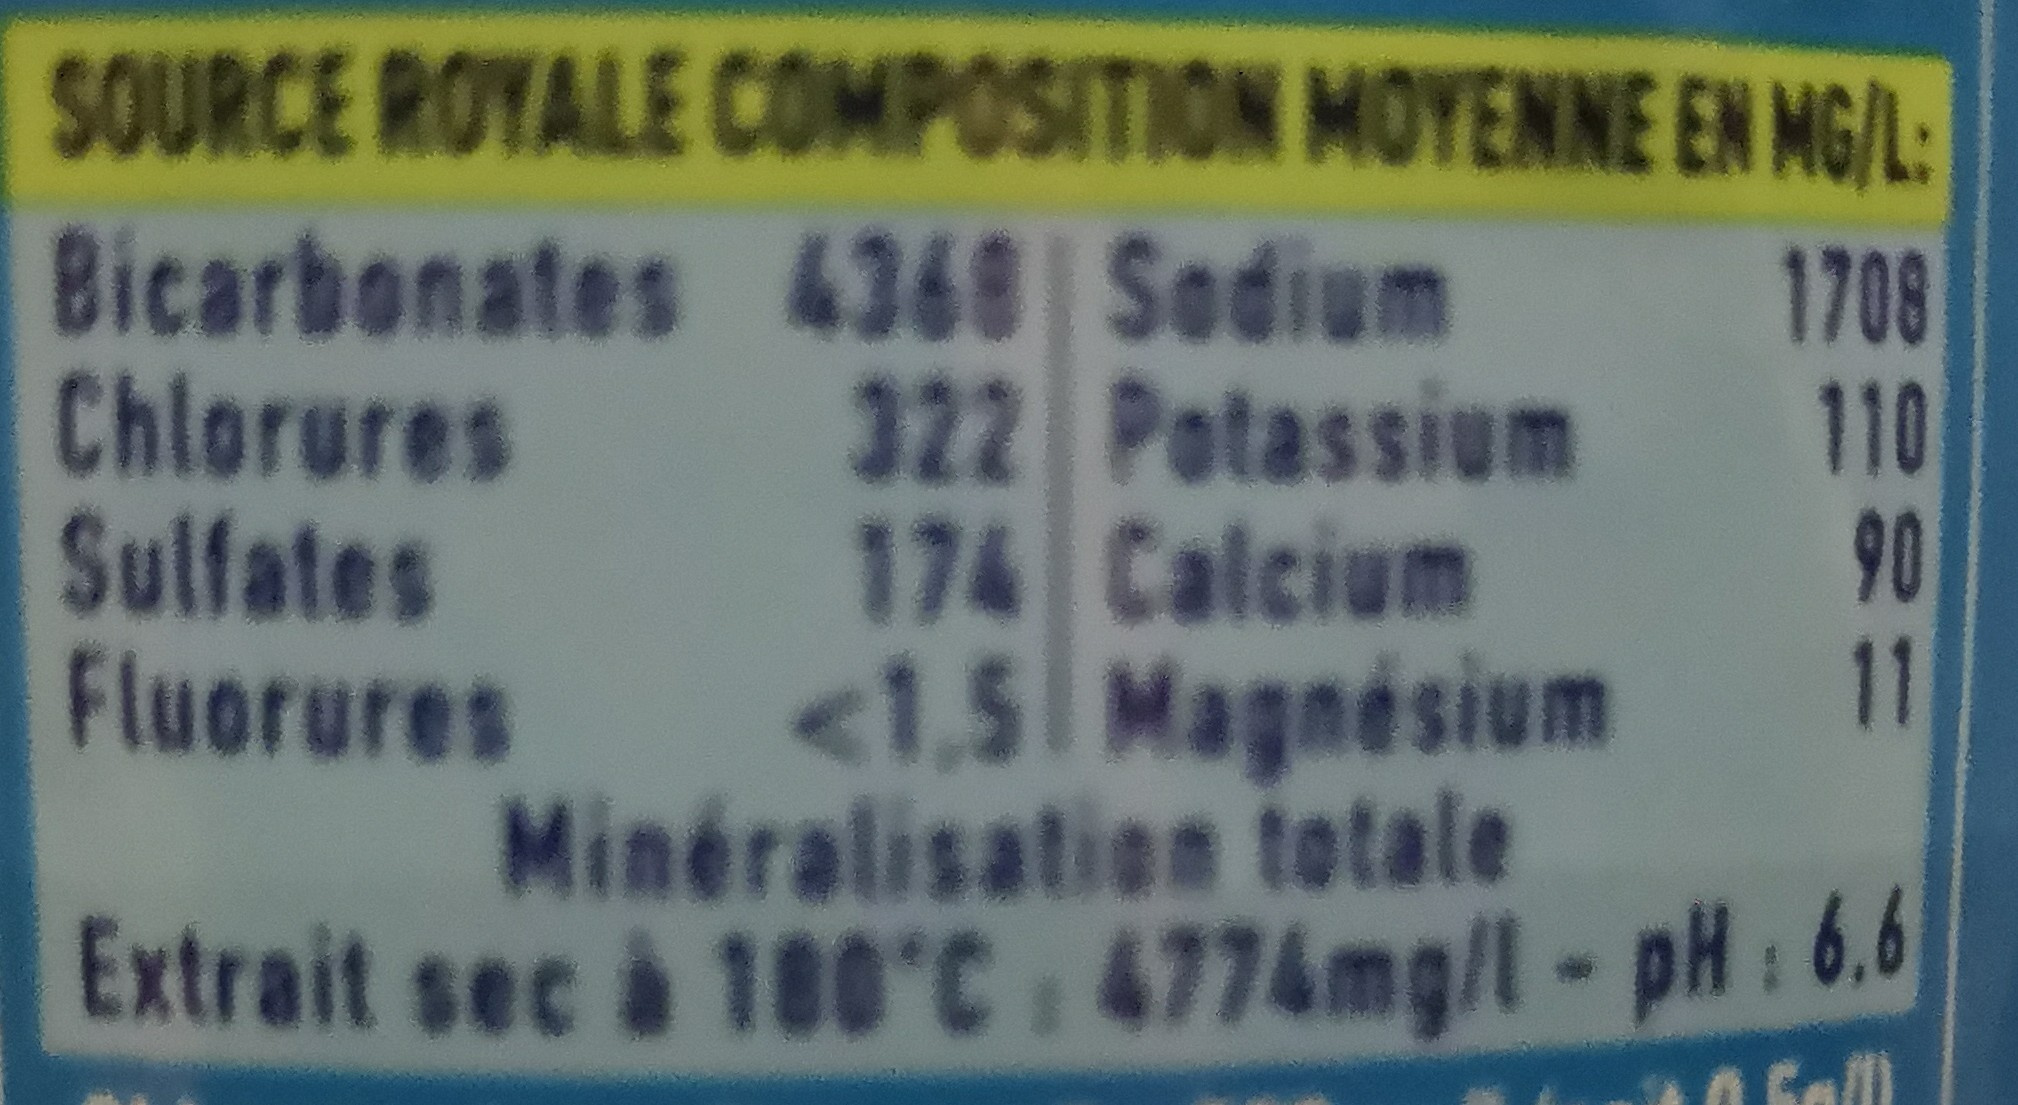 SOURCE ROYALE COMPOSITION MOYENNE EN MG/L:
Bicarbonates 4368 Sodium 1708
Chlorures 322 Potassium 110
Sulfates 174 Calcium 90
Fluorures <1.5 Magnésium 11
Minéralisation totale
Extrait sec à 180°C : 4774mg/l - pH : 6.6